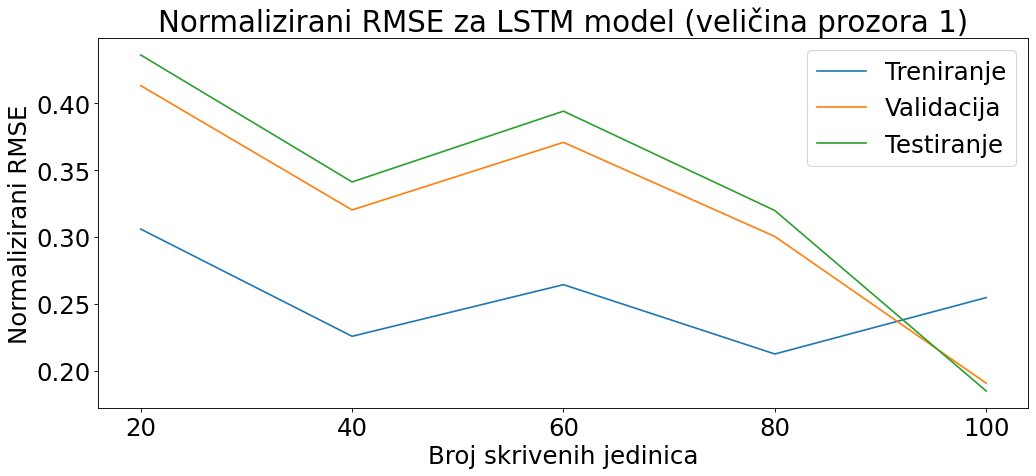 Normalizirani RMSE za LSTM model (veličina prozora 1)
Treniranje
Validacija
Testiranje
Normalizirani RMSE
0.40
0.35
0.30
0.25
0.20
20 40 60 80 100
Broj skrivenih jedinica